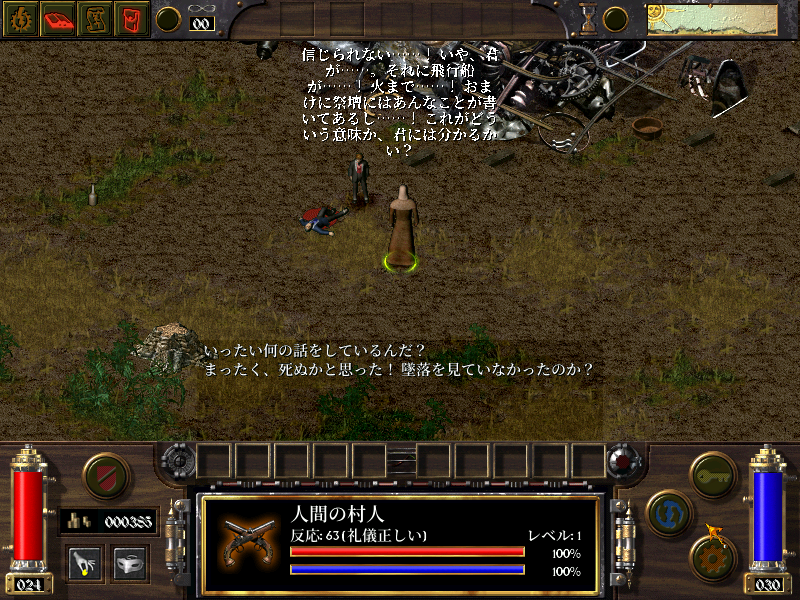 00
信じられない……！ いや、君
が……。それに飛行船
が……！ 火まで……！ おま
けに祭壇にはあんなことが書
いてあるし……！ これがどう
いう意味か、君には分かるか
い？
いったい何の話をしているんだ？
まったく、死ぬかと思った！ 墜落を見ていなかったのか？
000385
人間の村人
反応: 63 (礼儀正しい)
レベル: 1
100%
100%
024
030